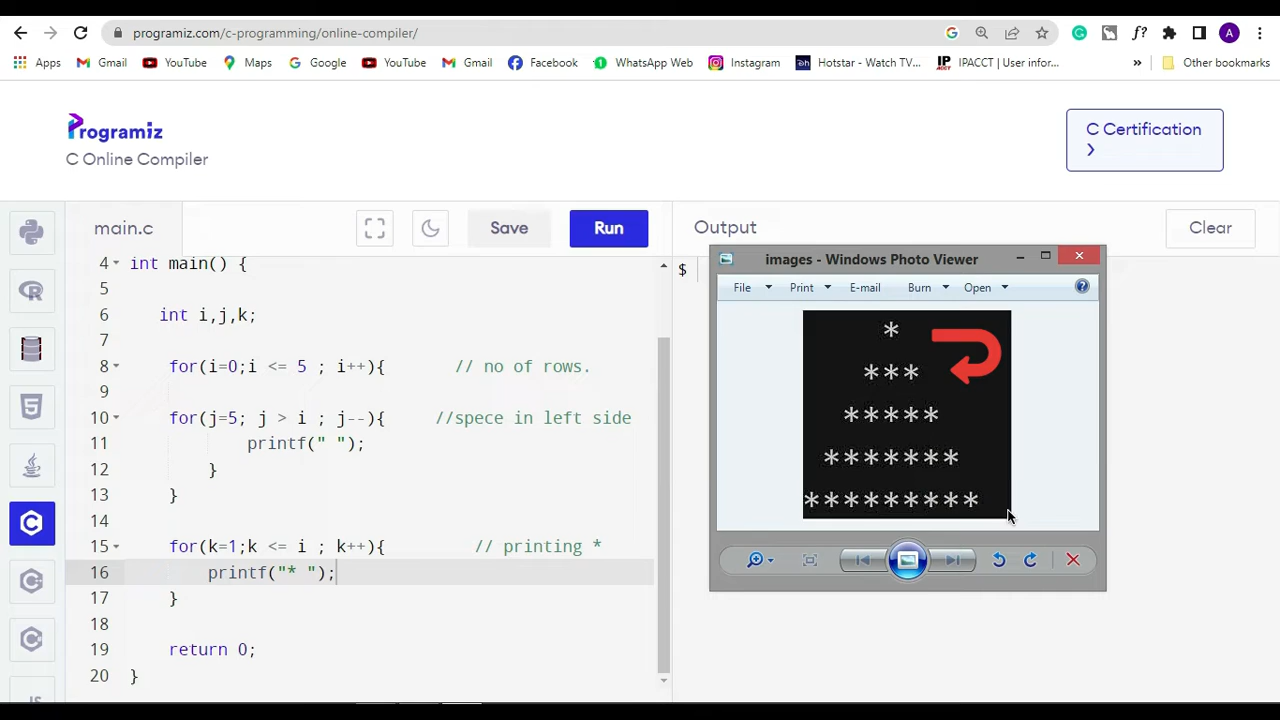 programiz.com/c-programming/online-compiler/
A
Apps Gmail YouTube Maps Google YouTube Gmail Facebook WhatsApp Web Instagram Hotstar - Watch TV... IPACCT | User infor... » Other bookmarks
Programiz
C Online Compiler
C Certification >
main.c Save Run Output Clear
4 int main() {
5
6 int i,j,k;
7
8 for(i=0;i <= 5 ; i++){ // no of rows.
9
10 for(j=5; j > i ; j--){ //spece in left side
11 printf(" ");
12 }
13 }
14
15 for(k=1;k <= i ; k++){ // printing *
16 printf("* ");
17 }
18
19 return 0;
20 }
$
images - Windows Photo Viewer
File Print E-mail Burn Open
*
***
*****
*******
*********